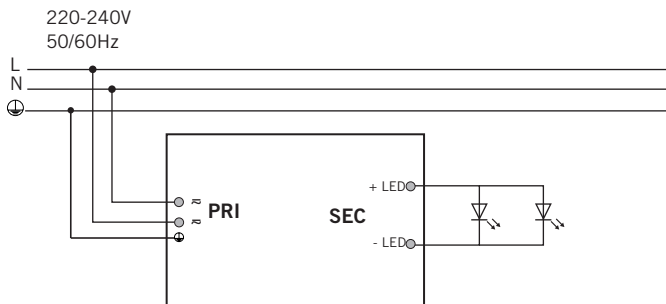 220-240V
50/60Hz
L
N
+ LED
≂ PRI
SEC
≂
- LED